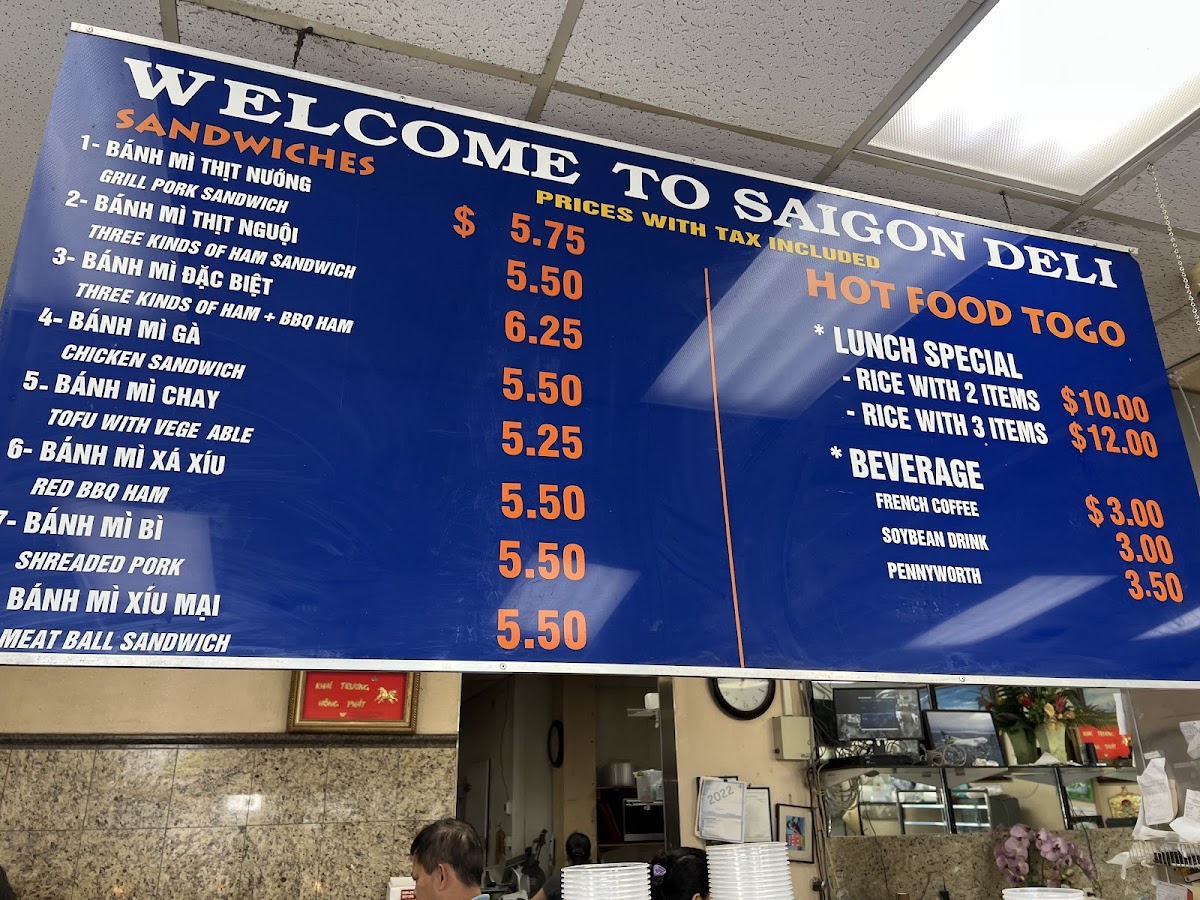 WELCOME TO SAIGON DELI
PRICES WITH TAX INCLUDED
SANDWICHES
1- BÁNH MÌ THỊT NƯỚNG $ 5.75
GRILL PORK SANDWICH
2- BÁNH MÌ THỊT NGUỘI 5.50
THREE KINDS OF HAM SANDWICH
3- BÁNH MÌ ĐẶC BIỆT 6.25
THREE KINDS OF HAM + BBQ HAM
4- BÁNH MÌ GÀ 5.50
CHICKEN SANDWICH
5- BÁNH MÌ CHAY 5.25
TOFU WITH VEGE ABLE
6- BÁNH MÌ XÁ XÍU 5.50
RED BBQ HAM
7- BÁNH MÌ BÌ 5.50
SHREADED PORK
BÁNH MÌ XÍU MẠI 5.50
MEAT BALL SANDWICH
HOT FOOD TOGO
* LUNCH SPECIAL
- RICE WITH 2 ITEMS $10.00
- RICE WITH 3 ITEMS $12.00
* BEVERAGE
FRENCH COFFEE $3.00
SOYBEAN DRINK 3.00
PENNYWORTH 3.50
KHAI TRƯƠNG
HỒNG PHÁT
2022